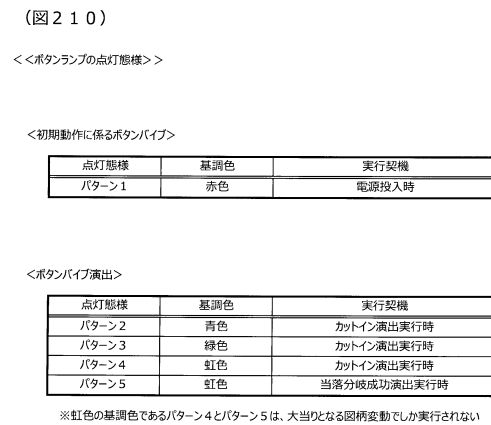 （図２１０）
＜＜ボタンランプの点灯態様＞＞
＜初期動作に係るボタンバイブ＞
点灯態様 基調色 実行契機
パターン１ 赤色 電源投入時
＜ボタンバイブ演出＞
点灯態様 基調色 実行契機
パターン２ 青色 カットイン演出実行時
パターン３ 緑色 カットイン演出実行時
パターン４ 虹色 カットイン演出実行時
パターン５ 虹色 当落分岐成功演出実行時
※虹色の基調色であるパターン４とパターン５は、大当りとなる図柄変動でしか実行されない